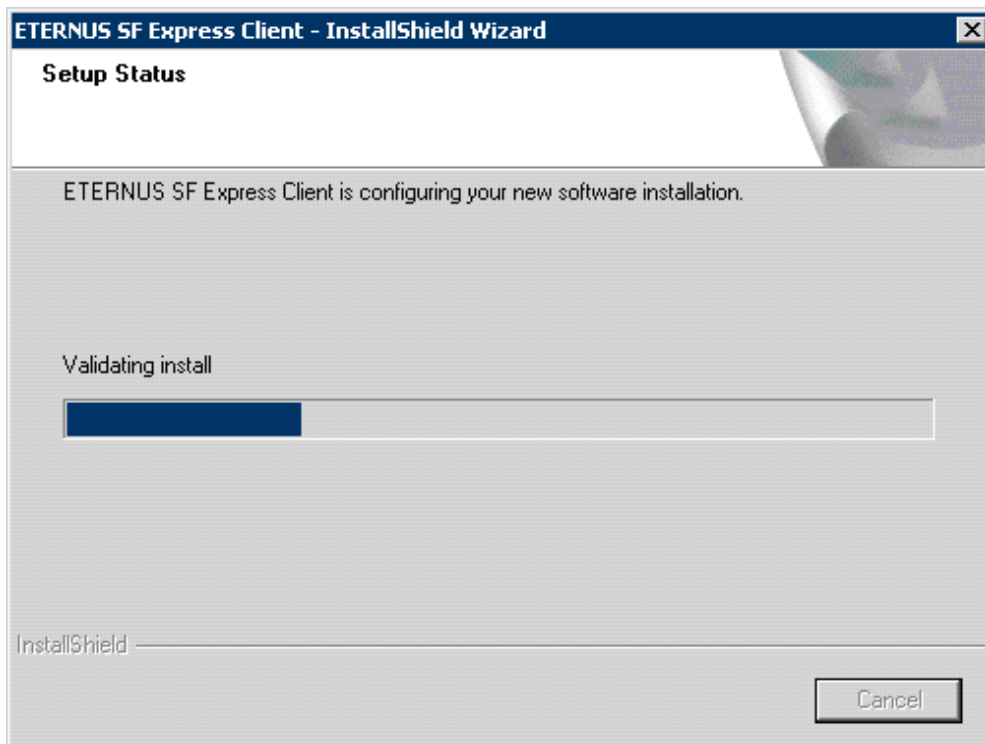 ETERNUS SF Express Client - InstallShield Wizard
Setup Status
ETERNUS SF Express Client is configuring your new software installation.
Validating install
InstallShield
Cancel